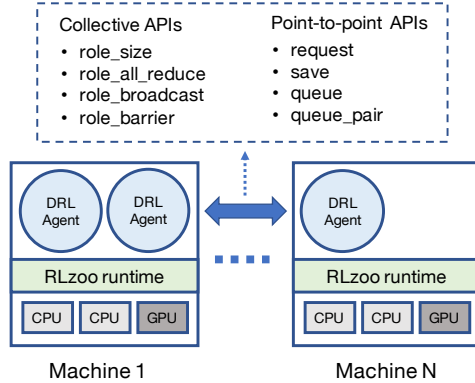 Collective APIs
• role_size
• role_all_reduce
• role_broadcast
• role_barrier
Point-to-point APIs
• request
• save
• queue
• queue_pair
DRL
Agent
DRL
Agent
DRL
Agent
RLzoo runtime
RLzoo runtime
CPU
CPU
GPU
CPU
CPU
GPU
Machine 1
Machine N